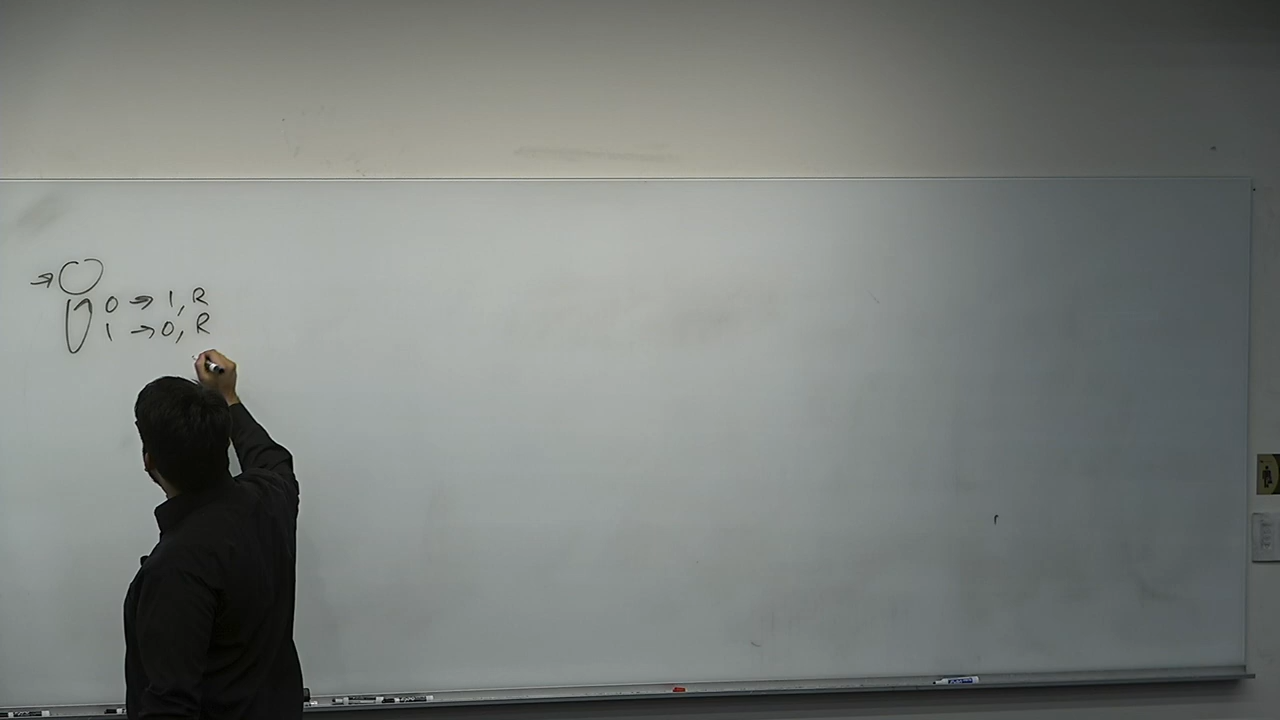 0 → 1, R
1 → 0, R